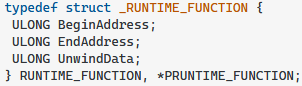 typedef struct _RUNTIME_FUNCTION {
 ULONG BeginAddress;
 ULONG EndAddress;
 ULONG UnwindData;
} RUNTIME_FUNCTION, *PRUNTIME_FUNCTION;